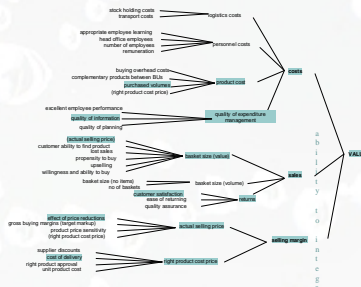 stock holding costs
transport costs
logistics costs
appropriate employee learning
head office employees
number of employees
remuneration
personnel costs
buying overhead costs
complementary products between BUs
purchased volumes
(right product cost price)
product cost
costs
excellent employee performance
quality of information
quality of planning
quality of expenditure
management
(actual selling price)
customer ability to find product
lost sales
propensity to buy
upselling
willingness and ability to buy
basket size (value)
basket size (no items)
no of baskets
basket size (volume)
sales
customer satisfaction
ease of returning
quality assurance
returns
effect of price reductions
gross buying margins (target markup)
product price sensitivity
(right product cost price)
actual selling price
selling margin
supplier discounts
cost of delivery
right product approval
unit product cost
right product cost price
ability to integ
VALU